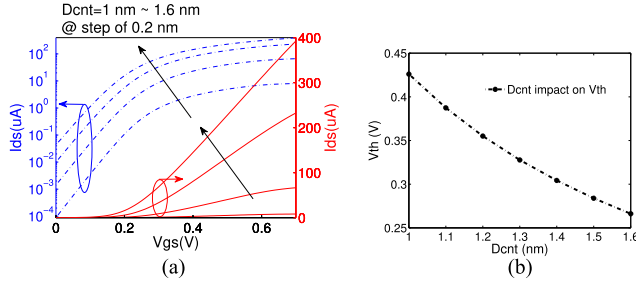 Dcnt=1 nm ~ 1.6 nm
@ step of 0.2 nm
Ids(uA)
10^2
10^1
10^0
10^-1
10^-2
10^-3
10^-4
400
300
200
100
0
Ids(uA)
0 0.2 0.4 0.6
Vgs(V)
(a)
Vth (V)
0.45
0.4
0.35
0.3
0.25
Dcnt impact on Vth
1 1.1 1.2 1.3 1.4 1.5 1.6
Dcnt (nm)
(b)